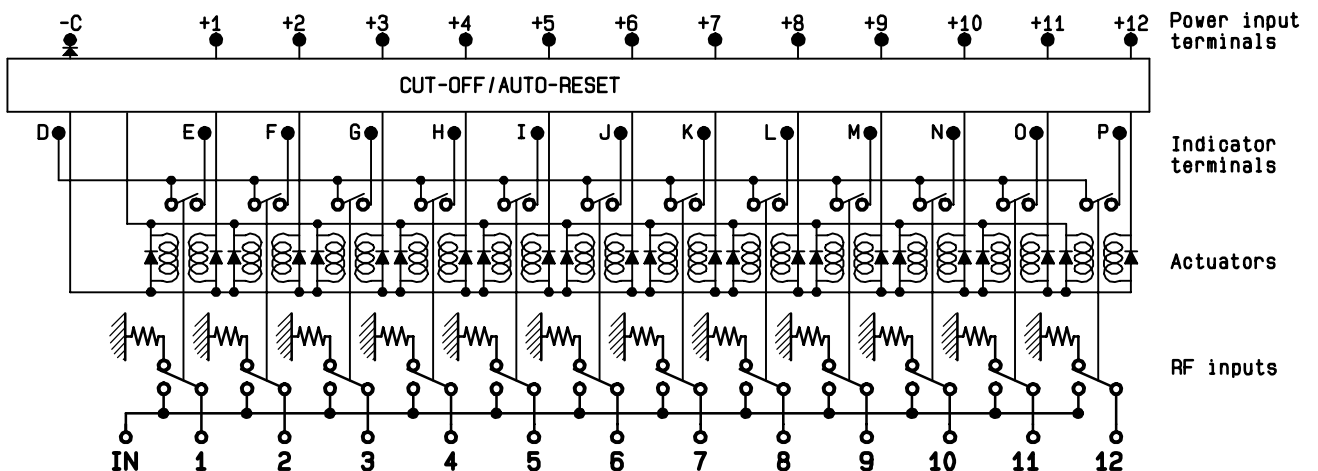 -C +1 +2 +3 +4 +5 +6 +7 +8 +9 +10 +11 +12 Power input
terminals
CUT-OFF/AUTO-RESET
D E F G H I J K L M N O P
Indicator
terminals
Actuators
RF inputs
IN 1 2 3 4 5 6 7 8 9 10 11 12